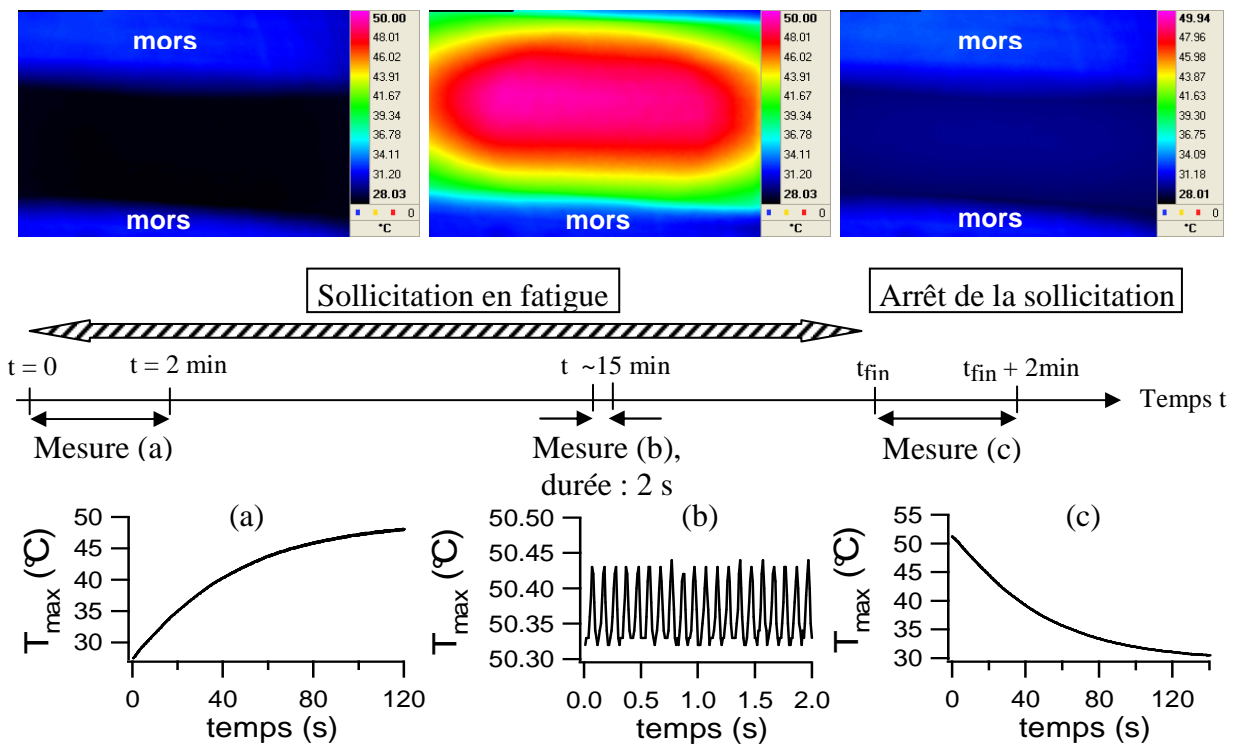 mors
mors
50.00
48.01
46.02
43.91
41.67
39.34
36.78
34.11
31.20
28.03
0
°C
mors
50.00
48.01
46.02
43.91
41.67
39.34
36.78
34.11
31.20
28.03
0
°C
mors
mors
49.94
47.96
45.98
43.87
41.63
39.30
36.75
34.09
31.18
28.01
0
°C
Sollicitation en fatigue
Arrêt de la sollicitation
t = 0
t = 2 min
t ~15 min
tfin
tfin + 2min
Temps t
Mesure (a)
Mesure (b),
durée : 2 s
Mesure (c)
(a)
Tmax (°C)
50
45
40
35
30
0
40
80
120
temps (s)
(b)
Tmax (°C)
50.50
50.45
50.40
50.35
50.30
0.0
0.5
1.0
1.5
2.0
temps (s)
(c)
Tmax (°C)
55
50
45
40
35
30
0
40
80
120
temps (s)